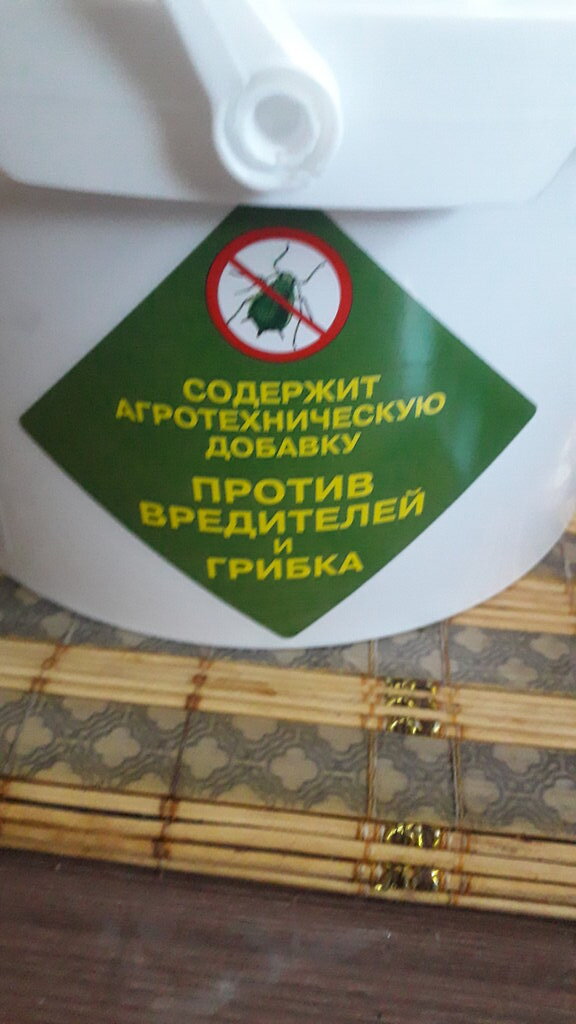 СОДЕРЖИТ
АГРОТЕХНИЧЕСКУЮ
ДОБАВКУ
ПРОТИВ
ВРЕДИТЕЛЕЙ
И
ГРИБКА